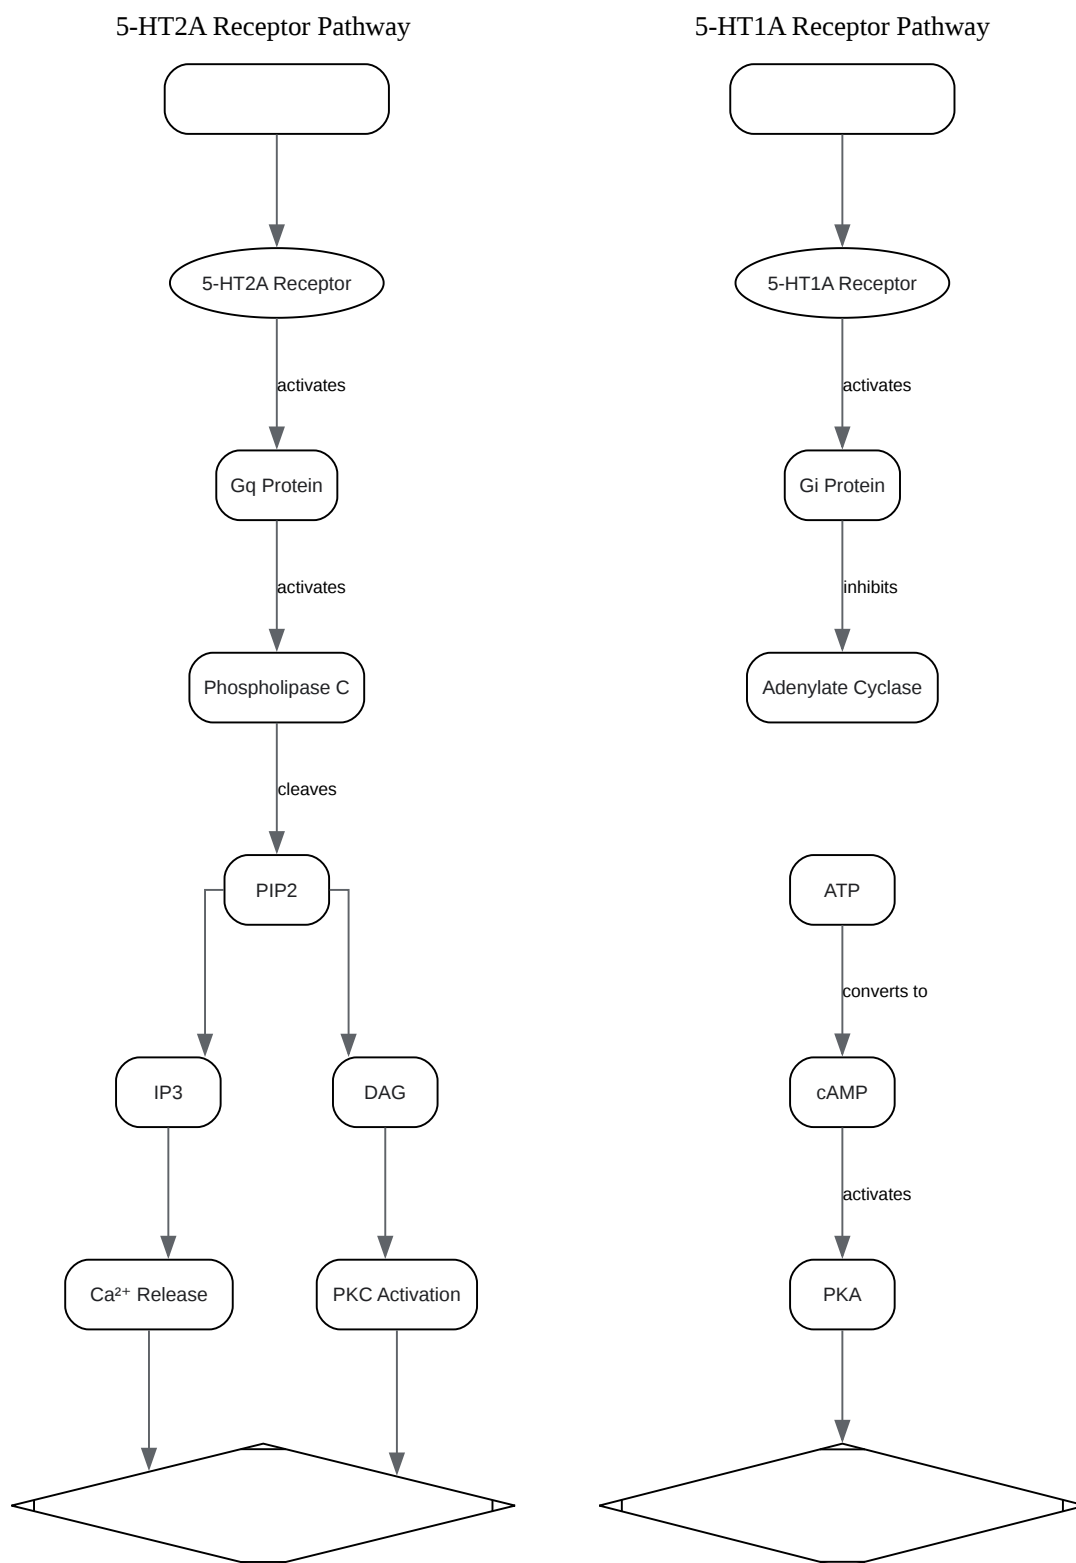 5-HT2A Receptor Pathway
5-HT2A Receptor
activates
Gq Protein
activates
Phospholipase C
cleaves
PIP2
IP3
DAG
Ca²⁺ Release
PKC Activation
5-HT1A Receptor Pathway
5-HT1A Receptor
activates
Gi Protein
inhibits
Adenylate Cyclase
ATP
converts to
cAMP
activates
PKA